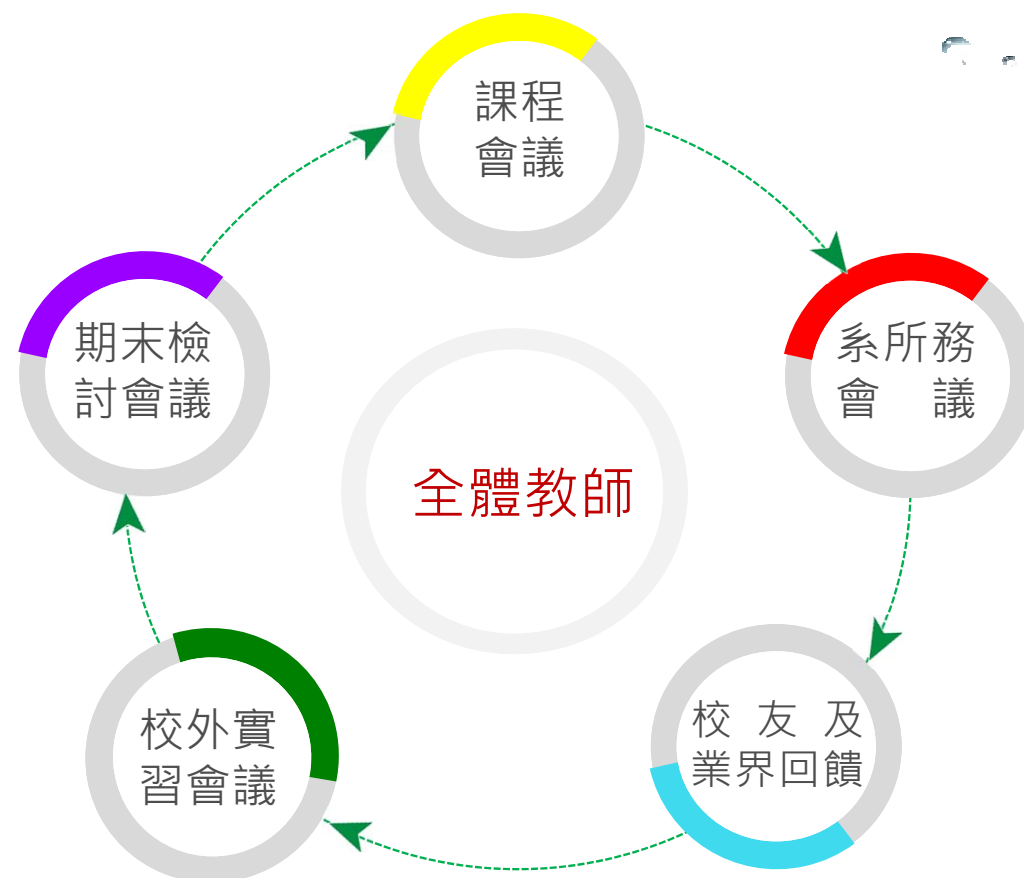 課程
會議
系所務
會 議
期末檢
討會議
全體教師
校 友 及
業界回饋
校外實
習會議